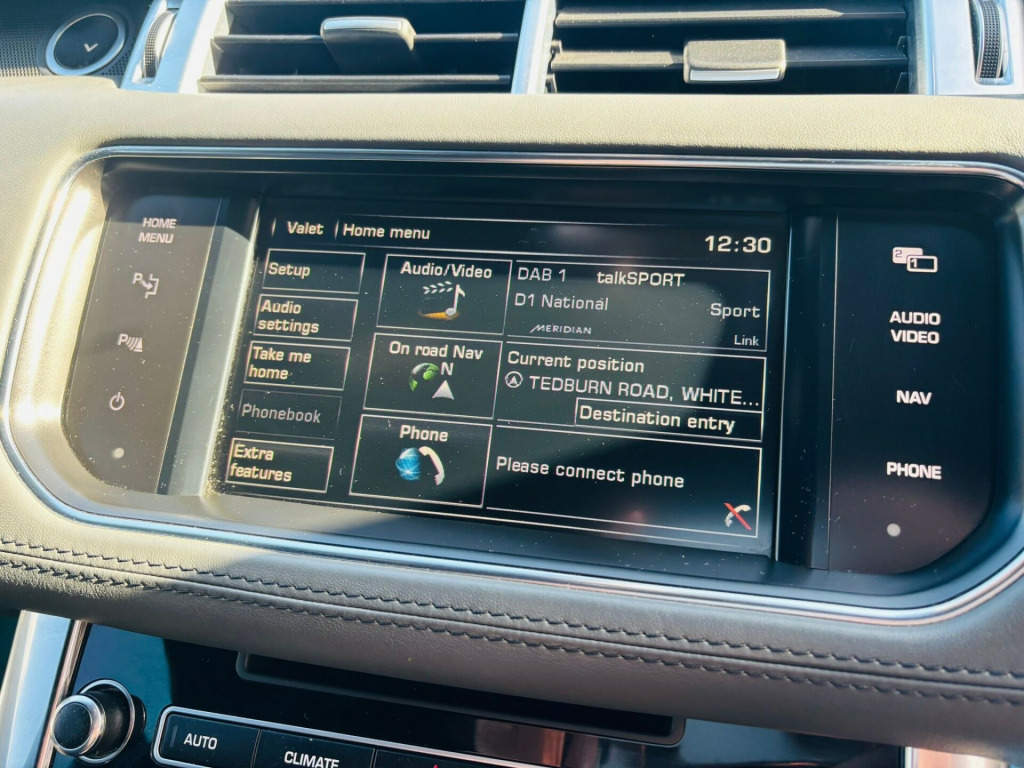 HOME
MENU
P
P
Valet
Home menu
12:30
Setup
Audio
settings
Take me
home
Phonebook
Extra
features
Audio/Video
On road Nav
N
Phone
DAB 1 talkSPORT
D1 National
Sport
MERIDIAN
Link
Current position
TEDBURN ROAD, WHITE...
Destination entry
Please connect phone
2
1
AUDIO
VIDEO
NAV
PHONE
AUTO
CLIMATE